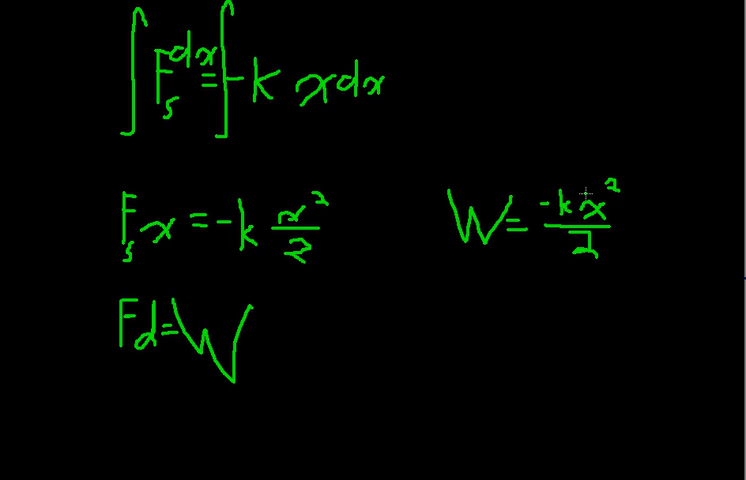 ∫ F_s dx = ∫ -k x dx
F_s x = -k x²/2
W = -k x²/2
Fd = W